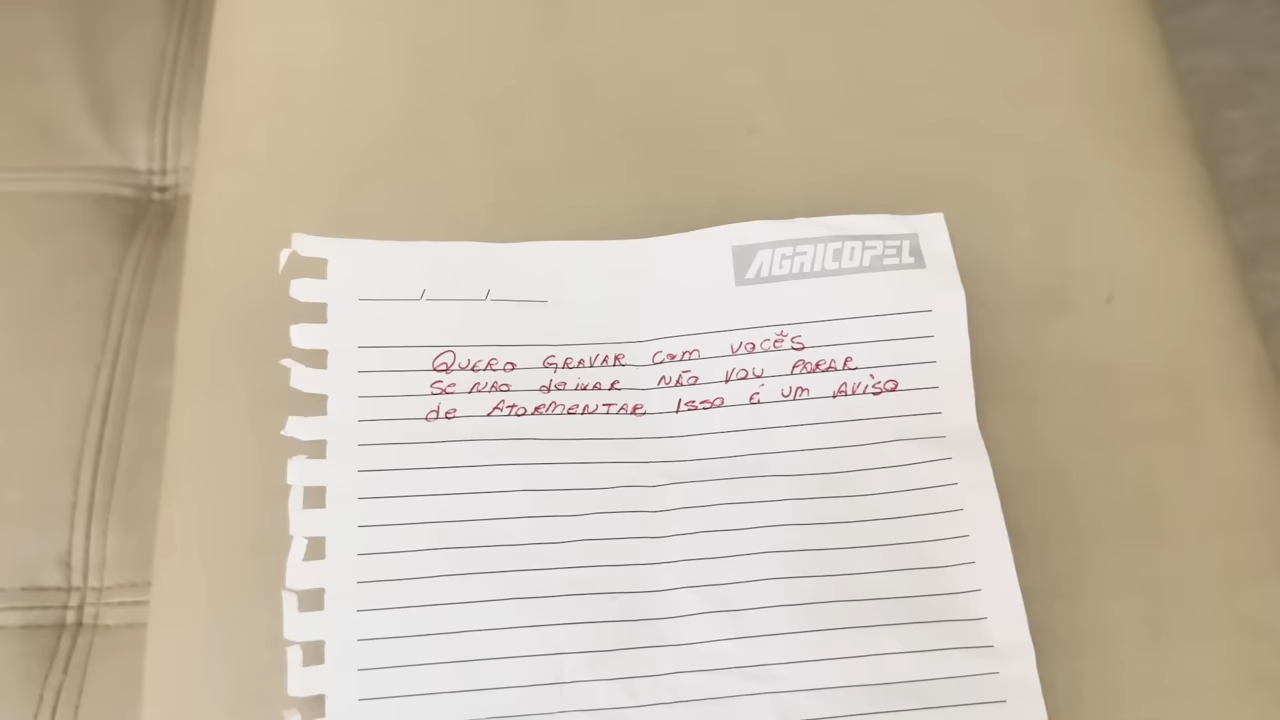 AGRICOPEL
QUERO GRAVAR com VOCÊS
Se NÃO deixAR NÃO VOU PARAR
de ATORMENTAR ISSO É UM AVISO